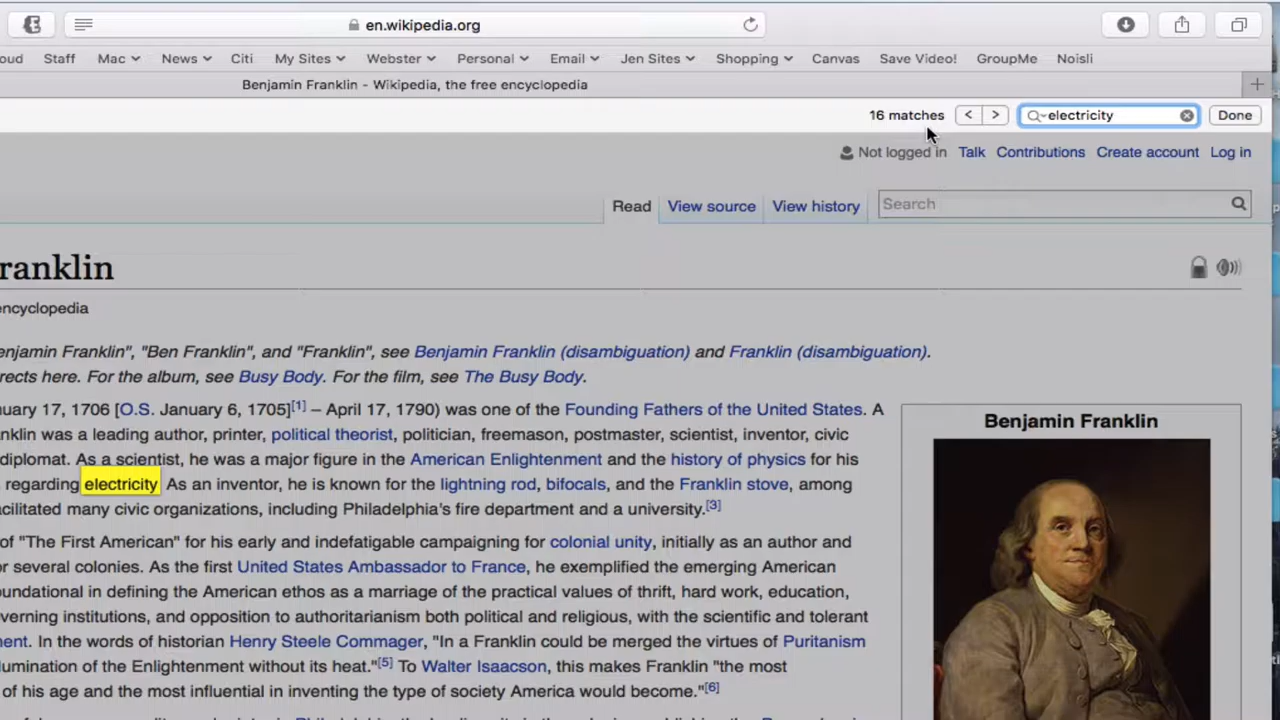 en.wikipedia.org
oud Staff Mac News Citi My Sites Webster Personal Email Jen Sites Shopping Canvas Save Video! GroupMe Noisli
Benjamin Franklin - Wikipedia, the free encyclopedia
16 matches < > electricity Done
Not logged in Talk Contributions Create account Log in
Read View source View history Search
ranklin
encyclopedia
enjamin Franklin", "Ben Franklin", and "Franklin", see Benjamin Franklin (disambiguation) and Franklin (disambiguation).
rects here. For the album, see Busy Body. For the film, see The Busy Body.
nuary 17, 1706 [O.S. January 6, 1705][1] – April 17, 1790) was one of the Founding Fathers of the United States. A
nklin was a leading author, printer, political theorist, politician, freemason, postmaster, scientist, inventor, civic
diplomat. As a scientist, he was a major figure in the American Enlightenment and the history of physics for his
regarding electricity As an inventor, he is known for the lightning rod, bifocals, and the Franklin stove, among
acilitated many civic organizations, including Philadelphia's fire department and a university.[3]
of "The First American" for his early and indefatigable campaigning for colonial unity, initially as an author and
or several colonies. As the first United States Ambassador to France, he exemplified the emerging American
oundational in defining the American ethos as a marriage of the practical values of thrift, hard work, education,
verning institutions, and opposition to authoritarianism both political and religious, with the scientific and tolerant
ment. In the words of historian Henry Steele Commager, "In a Franklin could be merged the virtues of Puritanism
lumination of the Enlightenment without its heat."[5] To Walter Isaacson, this makes Franklin "the most
of his age and the most influential in inventing the type of society America would become."[6]
Benjamin Franklin